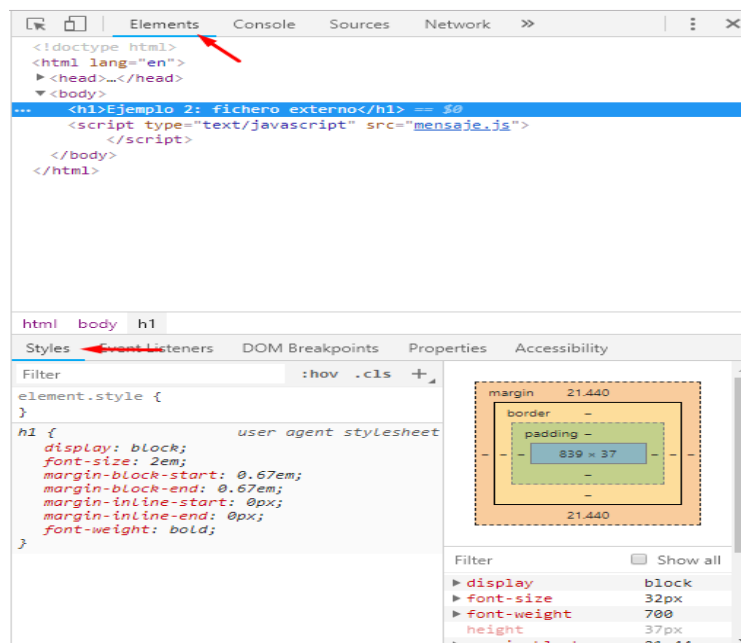 Elements Console Sources Network »
<!doctype html>
<html lang="en">
▶<head>…</head>
▼<body>
... <h1>Ejemplo 2: fichero externo</h1> == $0
<script type="text/javascript" src="mensaje.js">
</script>
</body>
</html>
html body h1
Styles Event Listeners DOM Breakpoints Properties Accessibility
Filter :hov .cls +
element.style {
}
h1 { user agent stylesheet
display: block;
font-size: 2em;
margin-block-start: 0.67em;
margin-block-end: 0.67em;
margin-inline-start: 0px;
margin-inline-end: 0px;
font-weight: bold;
}
margin 21.440
border –
padding –
– – – 839 × 37 – – –
–
–
21.440
Filter Show all
▶ display block
▶ font-size 32px
▶ font-weight 700
height 37px